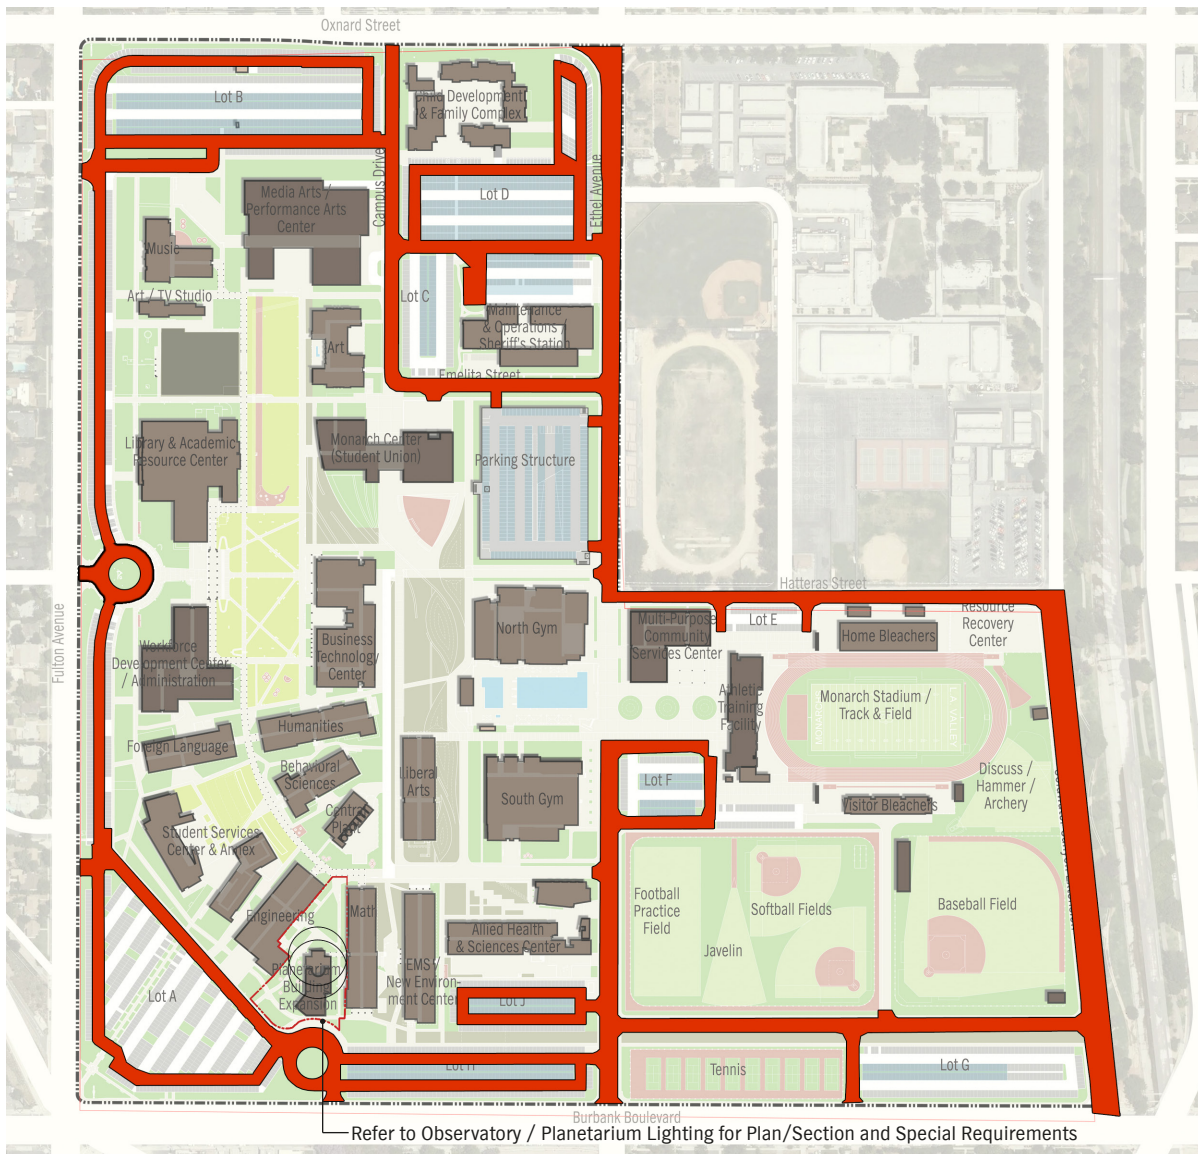 Oxnard Street
Lot B
Child Development
& Family Complex
Campus Drive
Ethel Avenue
Lot D
Media Arts /
Performance Arts
Center
Music
Art / TV Studio
Lot C
Maintenance
& Operations /
Sheriff's Station
Art
Emelita Street
Library & Academic
Resource Center
Monarch Center
(Student Union)
Parking Structure
Hatteras Street
Fulton Avenue
Workforce
Development Center
/ Administration
Business
Technology
Center
North Gym
Multi-Purpose
Community
Services Center
Lot E
Home Bleachers
Resource
Recovery
Center
Athletic
Training
Facility
Monarch Stadium /
Track & Field
MONARCHS
L.A. VALLEY
Humanities
Foreign Language
Behavioral
Sciences
Liberal
Arts
Central
Plant
South Gym
Lot F
Discuss /
Hammer /
Archery
Visitor Bleachers
Student Services
Center & Annex
Engineering
Math
Football
Practice
Field
Javelin
Softball Fields
Baseball Field
Allied Health
& Sciences Center
Planetarium
Building
Expansion
EMS /
New Environ-
ment Center
Lot A
Lot J
Lot H
Tennis
Lot G
Burbank Boulevard
Refer to Observatory / Planetarium Lighting for Plan/Section and Special Requirements